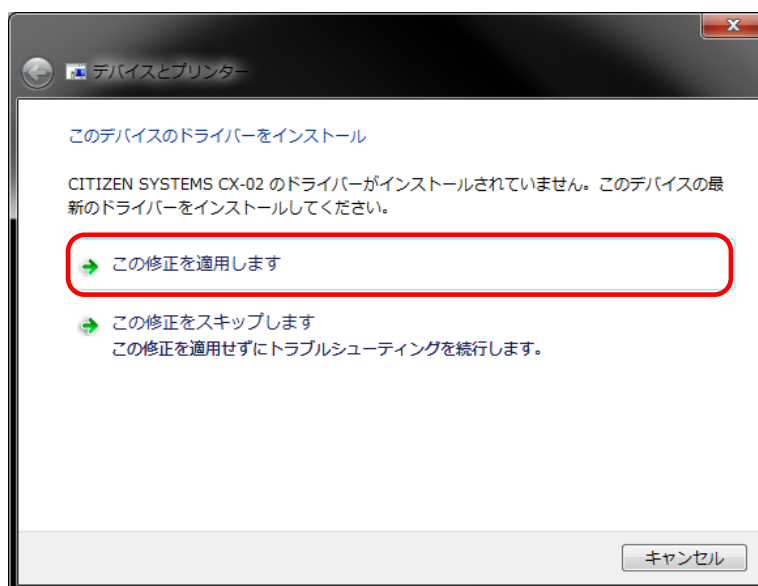 デバイスとプリンター
このデバイスのドライバーをインストール
CITIZEN SYSTEMS CX-02 のドライバーがインストールされていません。このデバイスの最
新のドライバーをインストールしてください。
この修正を適用します
この修正をスキップします
この修正を適用せずにトラブルシューティングを続行します。
キャンセル